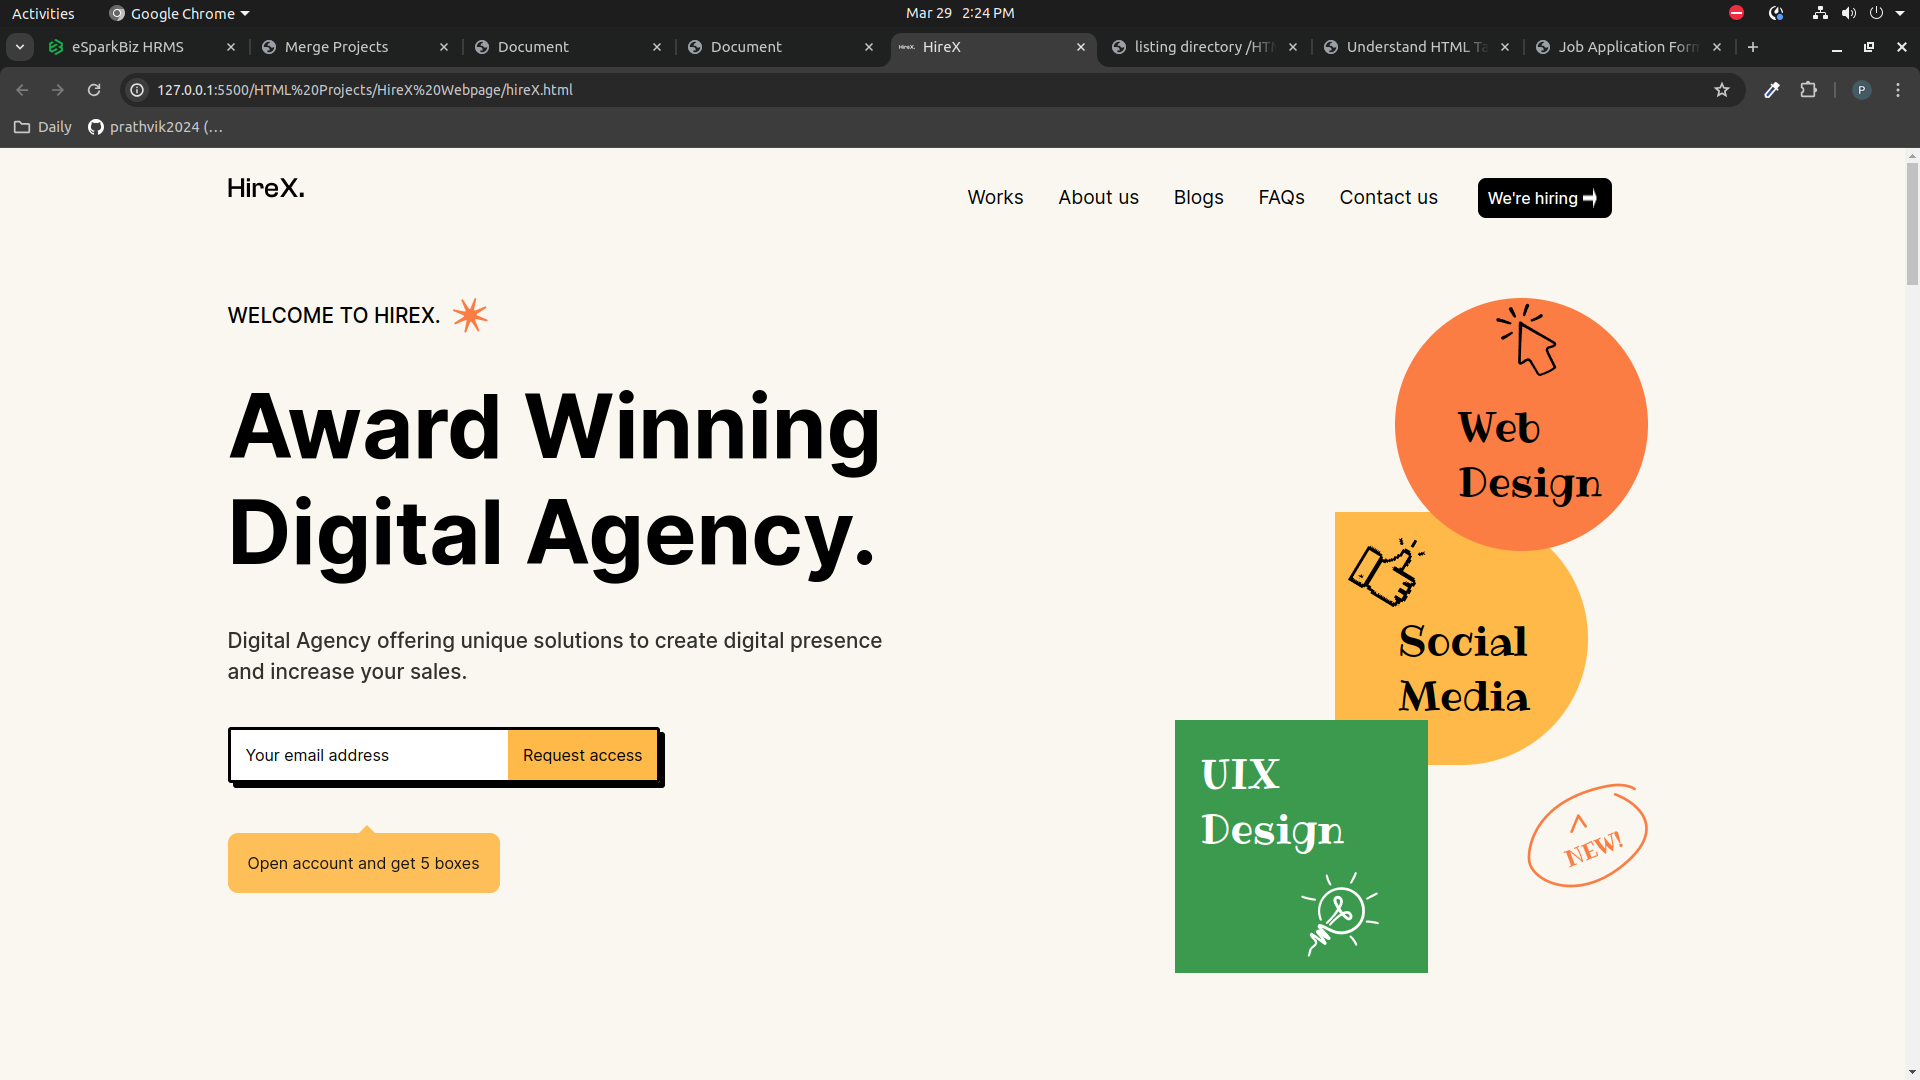 Activities
Google Chrome
Mar 29 2:24 PM
eSparkBiz HRMS
Merge Projects
Document
Document
HireX
listing directory /HTM
Understand HTML Ta
Job Application Form
127.0.0.1:5500/HTML%20Projects/HireX%20Webpage/hireX.html
P
Daily
prathvik2024 (...
HireX.
Works
About us
Blogs
FAQs
Contact us
We're hiring
WELCOME TO HIREX.
Award Winning
Digital Agency.
Digital Agency offering unique solutions to create digital presence
and increase your sales.
Your email address
Request access
Open account and get 5 boxes
Web
Design
Social
Media
UIX
Design
NEW!